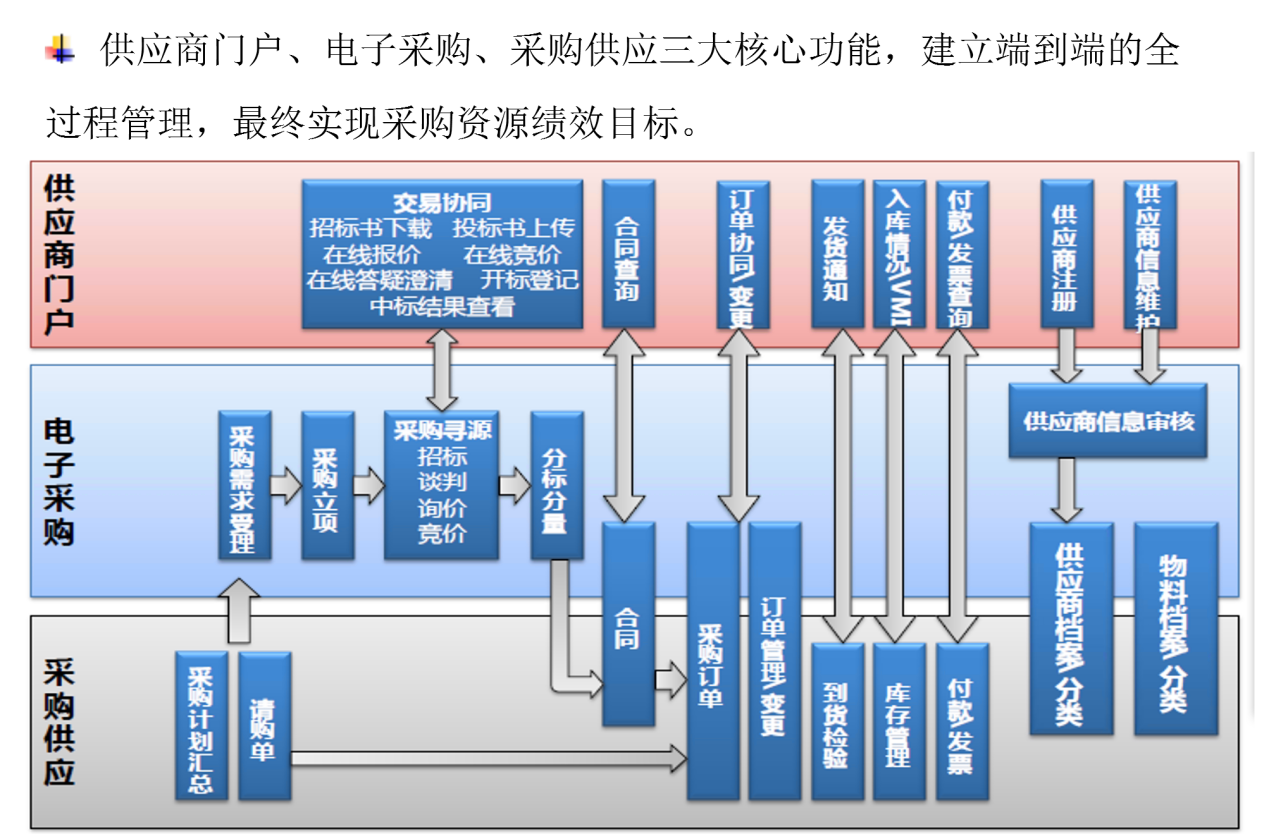 供应商门户、电子采购、采购供应三大核心功能，建立端到端的全
过程管理，最终实现采购资源绩效目标。
供应商门户
交易协同
招标书下载 投标书上传
在线报价 在线竞价
在线答疑澄清 开标登记
中标结果查看
合同查询
订单协同/变更
发货通知
入库情况/VMI
付款/发票查询
供应商注册
供应商信息维护
电子采购
采购需求受理
采购立项
采购寻源
招标
谈判
询价
竞价
分标分量
供应商信息审核
合同
采购订单
订单管理/变更
供应商档案/分类
物料档案/分类
采购供应
采购计划汇总
请购单
到货检验
库存管理
付款/发票